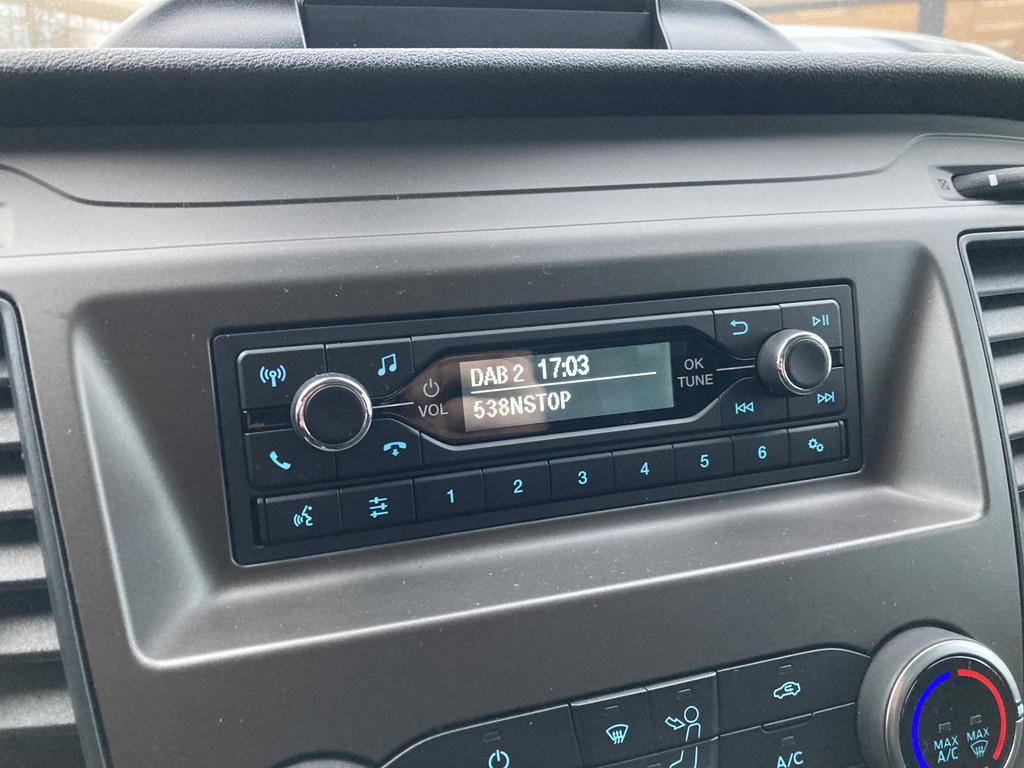 DAB 2 17:03
538NSTOP
VOL
OK
TUNE
1 2 3 4 5 6
MAX
A/C
MAX
A/C